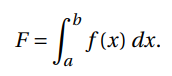 F = ∫_a^b f(x) dx.